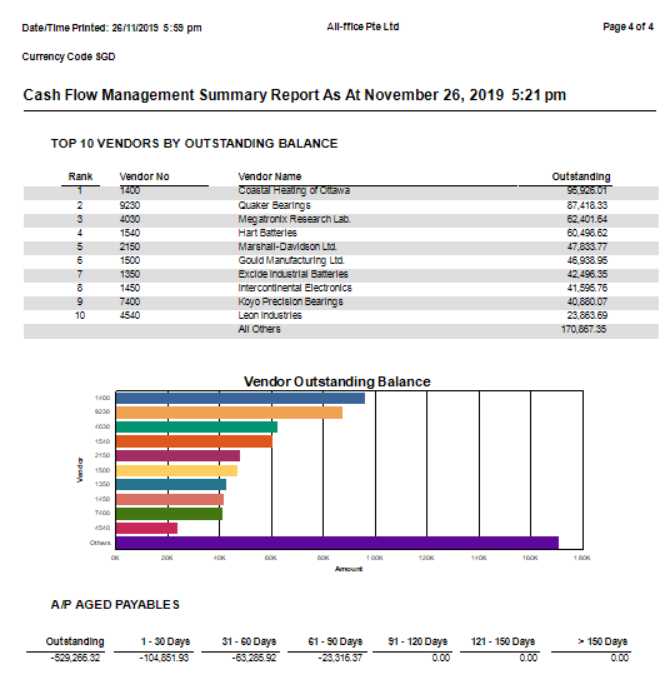 Date/Time Printed: 26/11/2019 5:59 pm All-ffice Pte Ltd Page 4 of 4
Currency Code SGD
Cash Flow Management Summary Report As At November 26, 2019 5:21 pm
TOP 10 VENDORS BY OUTSTANDING BALANCE
Rank Vendor No Vendor Name Outstanding
1 1400 Coastal Heating of Ottawa 95,926.01
2 9230 Quaker Bearings 87,418.33
3 4030 Megatronix Research Lab. 62,401.64
4 1540 Hart Batteries 60,498.62
5 2150 Marshall-Davidson Ltd. 47,833.77
6 1500 Gould Manufacturing Ltd. 46,938.95
7 1350 Excide Industrial Batteries 42,496.35
8 1450 Intercontinental Electronics 41,595.76
9 7400 Koyo Precision Bearings 40,880.07
10 4540 Leon Industries 23,863.69
All Others 170,867.35
Vendor Outstanding Balance
Vendor
1400
9230
4030
1540
2150
1500
1350
1450
7400
4540
Others
0K 20K 40K 60K 80K 100K 120K 140K 160K 180K
Amount
A/P AGED PAYABLES
Outstanding 1 - 30 Days 31 - 60 Days 61 - 90 Days 91 - 120 Days 121 - 150 Days > 150 Days
-529,266.32 -104,851.93 -63,285.92 -23,316.37 0.00 0.00 0.00